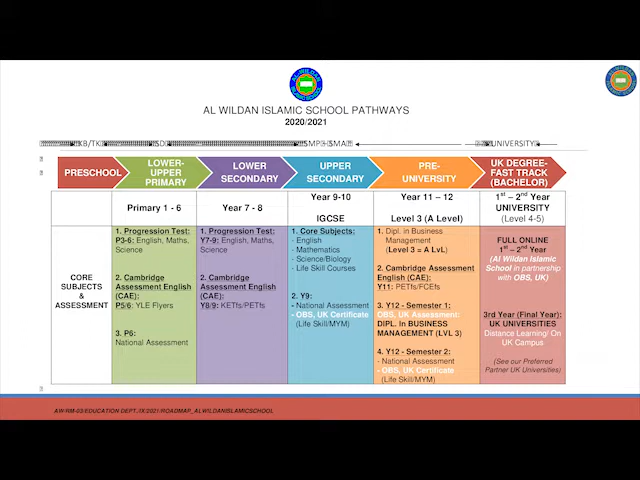 AL WILDAN
AL WILDAN ISLAMIC SCHOOL PATHWAYS
2020/2021
KB/TK
SD
SMP
SMA
UNIVERSITY
PRESCHOOL
LOWER-
UPPER
PRIMARY
LOWER
SECONDARY
UPPER
SECONDARY
PRE-
UNIVERSITY
UK DEGREE-
FAST TRACK
(BACHELOR)
Primary 1 - 6
Year 7 - 8
Year 9-10
IGCSE
Year 11 – 12
Level 3 (A Level)
1st – 2nd Year
UNIVERSITY
(Level 4-5)
CORE
SUBJECTS
&
ASSESSMENT
1. Progression Test:
P3-6: English, Maths,
Science
2. Cambridge
Assessment English
(CAE):
P5/6: YLE Flyers
3. P6:
National Assessment
1. Progression Test:
Y7-9: English, Maths,
Science
2. Cambridge
Assessment English
(CAE):
Y8/9: KETfs/PETfs
1. Core Subjects:
- English
- Mathematics
- Science/Biology
- Life Skill Courses
2. Y9:
- National Assessment
- OBS, UK Certificate
(Life Skill/MYM)
1. Dipl. In Business
Management
(Level 3 = A LvL)
2. Cambridge Assessment
English (CAE):
Y11: PETfs/FCEfs
3. Y12 - Semester 1:
OBS, UK Assessment:
DIPL. In BUSINESS
MANAGEMENT (LVL 3)
4. Y12 - Semester 2:
- National Assessment
- OBS, UK Certificate
(Life Skill/MYM)
FULL ONLINE
1st – 2nd Year
(Al Wildan Islamic
School in partnership
with OBS, UK)
3rd Year (Final Year):
UK UNIVERSITIES
Distance Learning/ On
UK Campus
(See our Preferred
Partner UK Universities)
AW-RM-03/EDUCATION DEPT./IX/2021/ROADMAP_ALWILDANISLAMICSCHOOL